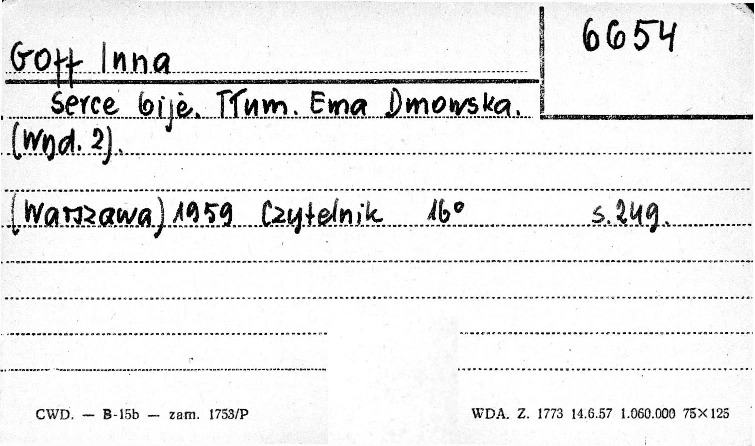 6654
Goff Inna
Serce bije. Tłum. Ema Dmowska.
(Wyd. 2).
(Warszawa) 1959 Czytelnik 16° s. 249.
CWD. — B-15b — zam. 1753/P
WDA. Z. 1773 14.6.57 1.060.000 75×125